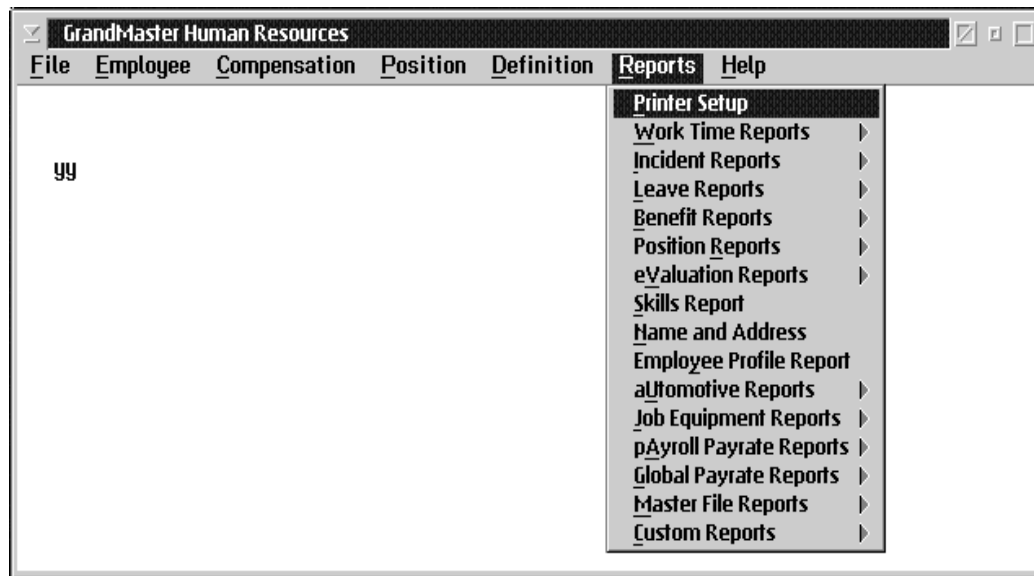 GrandMaster Human Resources
File Employee Compensation Position Definition Reports Help
Printer Setup
Work Time Reports
Incident Reports
yy
Leave Reports
Benefit Reports
Position Reports
eValuation Reports
Skills Report
Name and Address
Employee Profile Report
aUtomotive Reports
Job Equipment Reports
pAyroll Payrate Reports
Global Payrate Reports
Master File Reports
Custom Reports